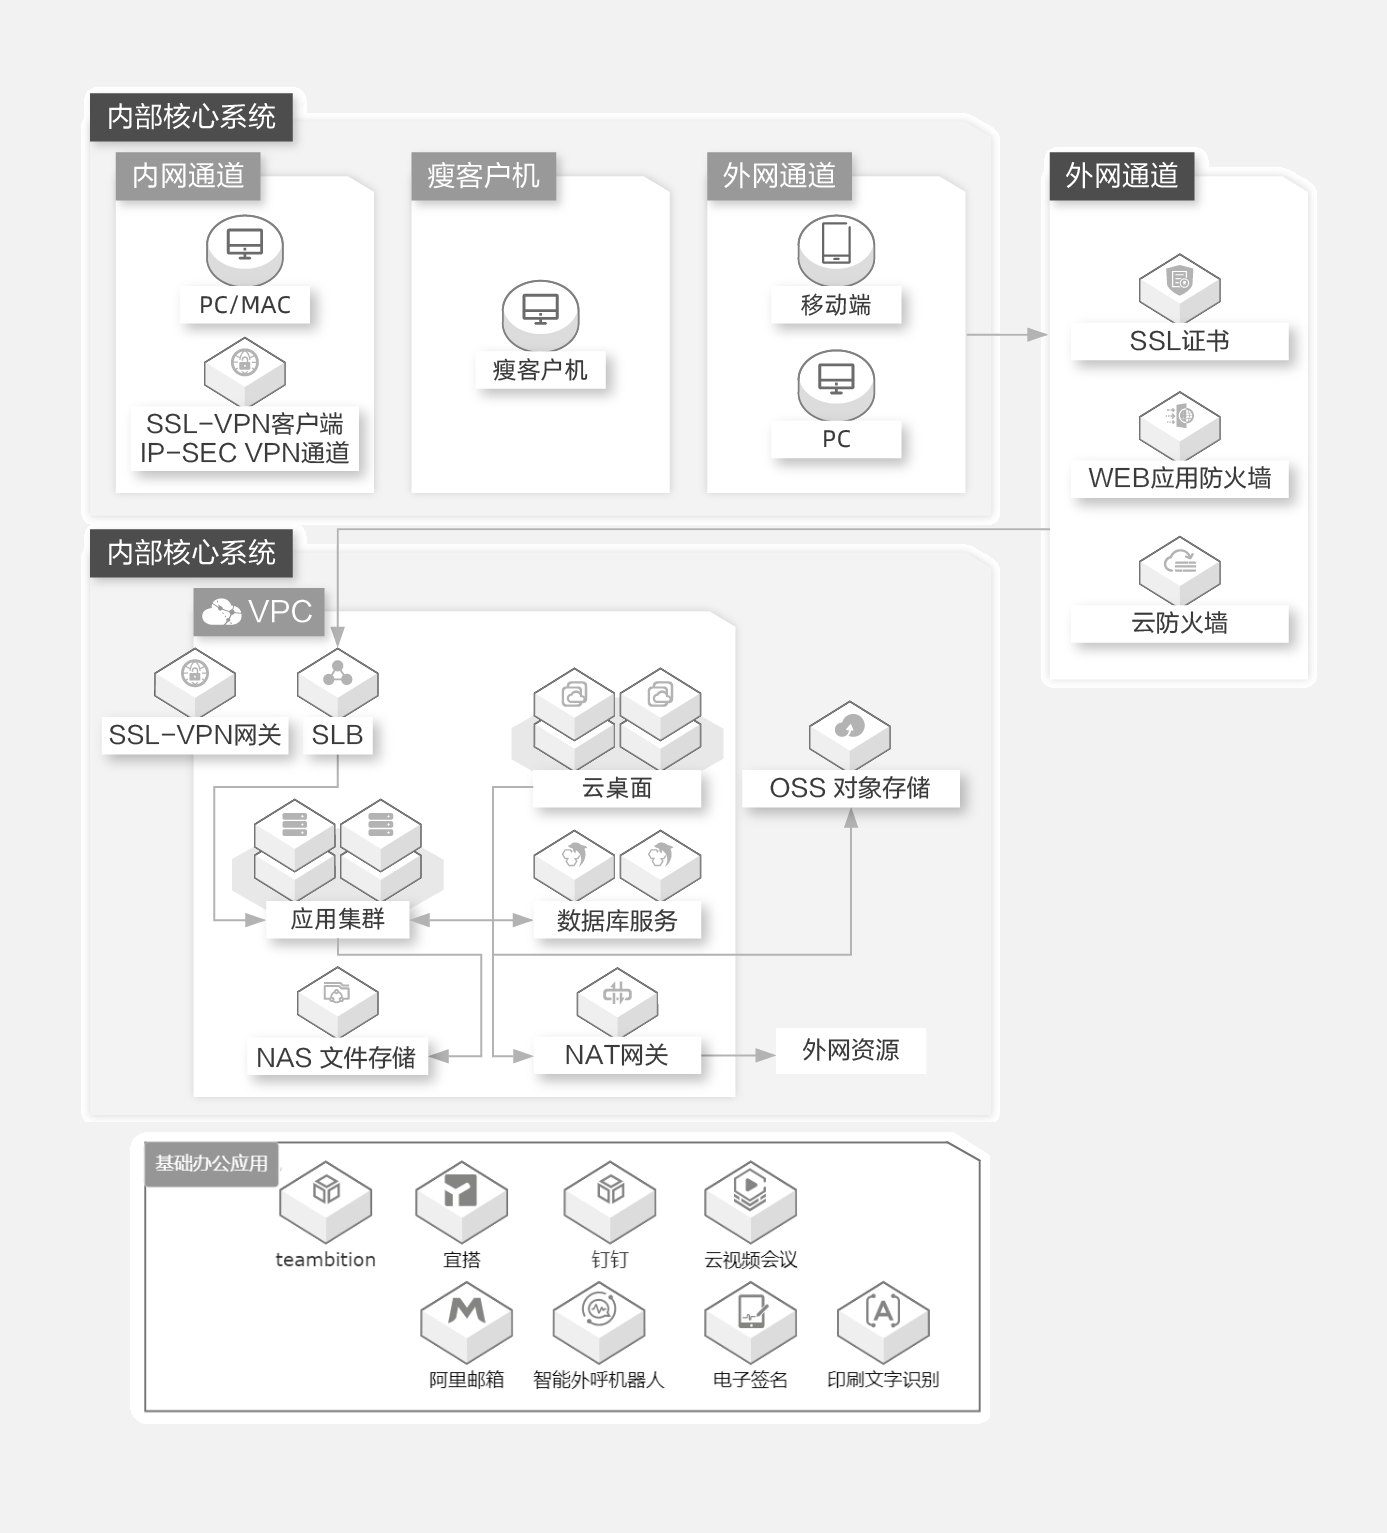 内部核心系统
内网通道
PC/MAC
SSL-VPN客户端
IP-SEC VPN通道
瘦客户机
瘦客户机
外网通道
移动端
PC
外网通道
SSL证书
WEB应用防火墙
云防火墙
内部核心系统
VPC
SSL-VPN网关
SLB
云桌面
OSS 对象存储
应用集群
数据库服务
NAS 文件存储
NAT网关
外网资源
基础办公应用
teambition
宜搭
钉钉
云视频会议
阿里邮箱
智能外呼机器人
电子签名
印刷文字识别